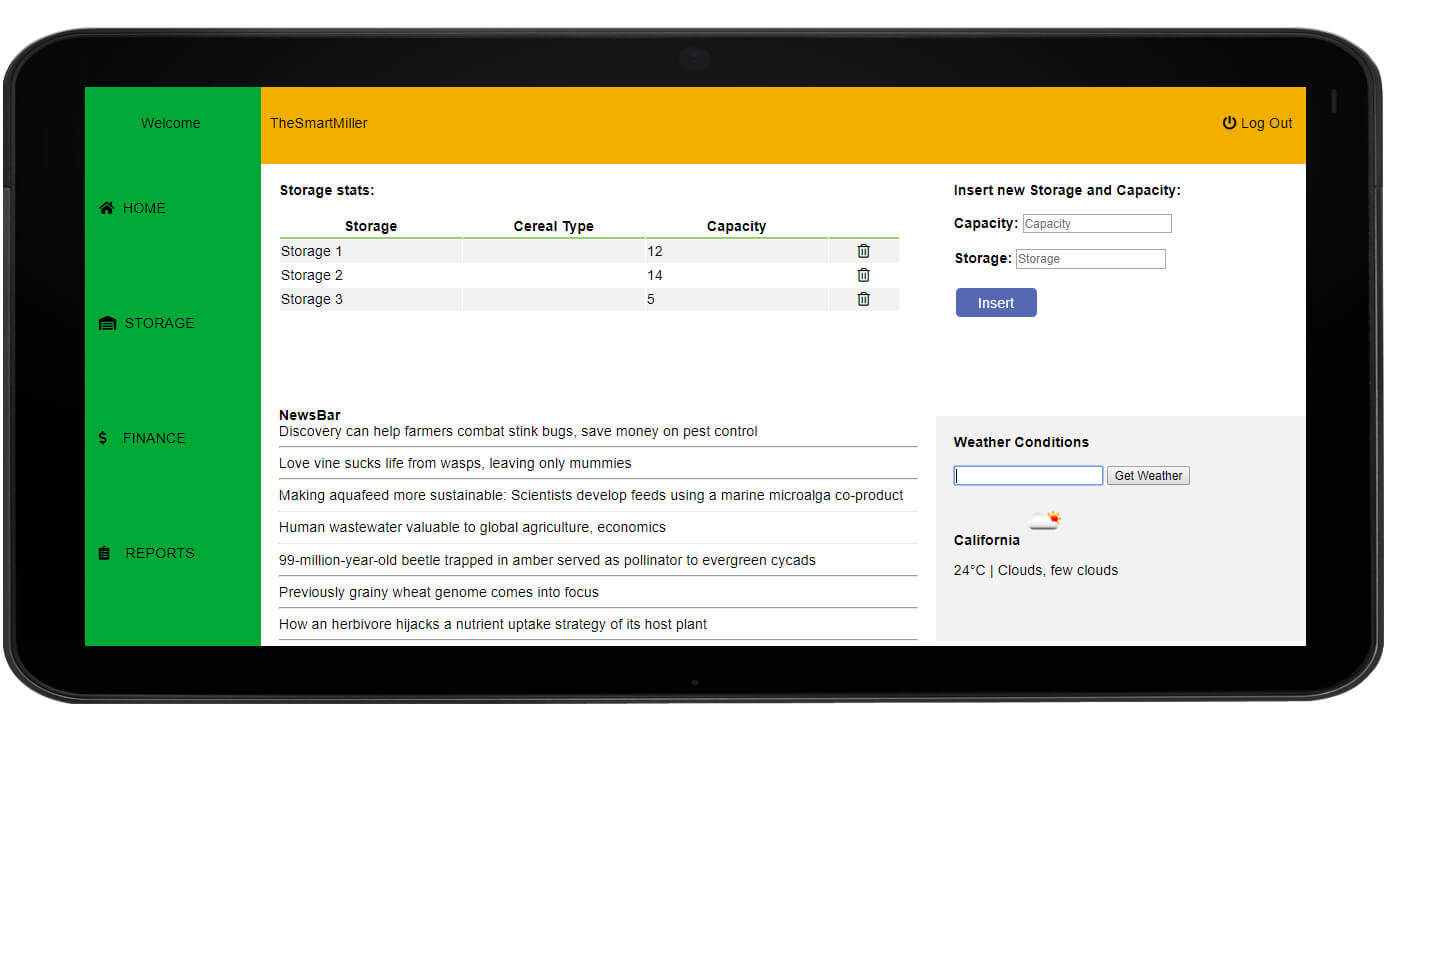 Welcome
TheSmartMiller
Log Out
HOME
STORAGE
FINANCE
REPORTS
Storage stats:
Storage Cereal Type Capacity
Storage 1 12
Storage 2 14
Storage 3 5
Insert new Storage and Capacity:
Capacity: Capacity
Storage: Storage
Insert
NewsBar
Discovery can help farmers combat stink bugs, save money on pest control
Love vine sucks life from wasps, leaving only mummies
Making aquafeed more sustainable: Scientists develop feeds using a marine microalga co-product
Human wastewater valuable to global agriculture, economics
99-million-year-old beetle trapped in amber served as pollinator to evergreen cycads
Previously grainy wheat genome comes into focus
How an herbivore hijacks a nutrient uptake strategy of its host plant
Weather Conditions
Get Weather
California
24°C | Clouds, few clouds